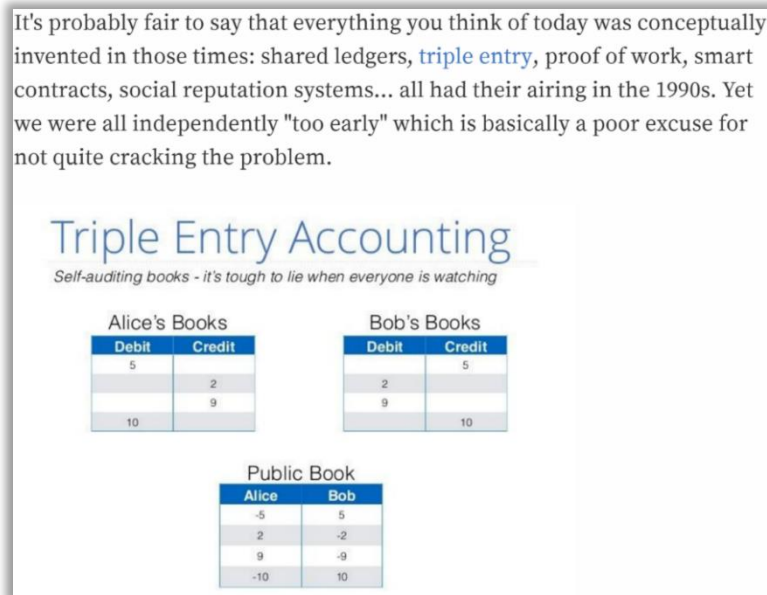 It's probably fair to say that everything you think of today was conceptually
invented in those times: shared ledgers, triple entry, proof of work, smart
contracts, social reputation systems... all had their airing in the 1990s. Yet
we were all independently "too early" which is basically a poor excuse for
not quite cracking the problem.
Triple Entry Accounting
Self-auditing books - it's tough to lie when everyone is watching
Alice's Books
Debit Credit
5
2
9
10
Bob's Books
Debit Credit
5
2
9
10
Public Book
Alice Bob
-5 5
2 -2
9 -9
-10 10